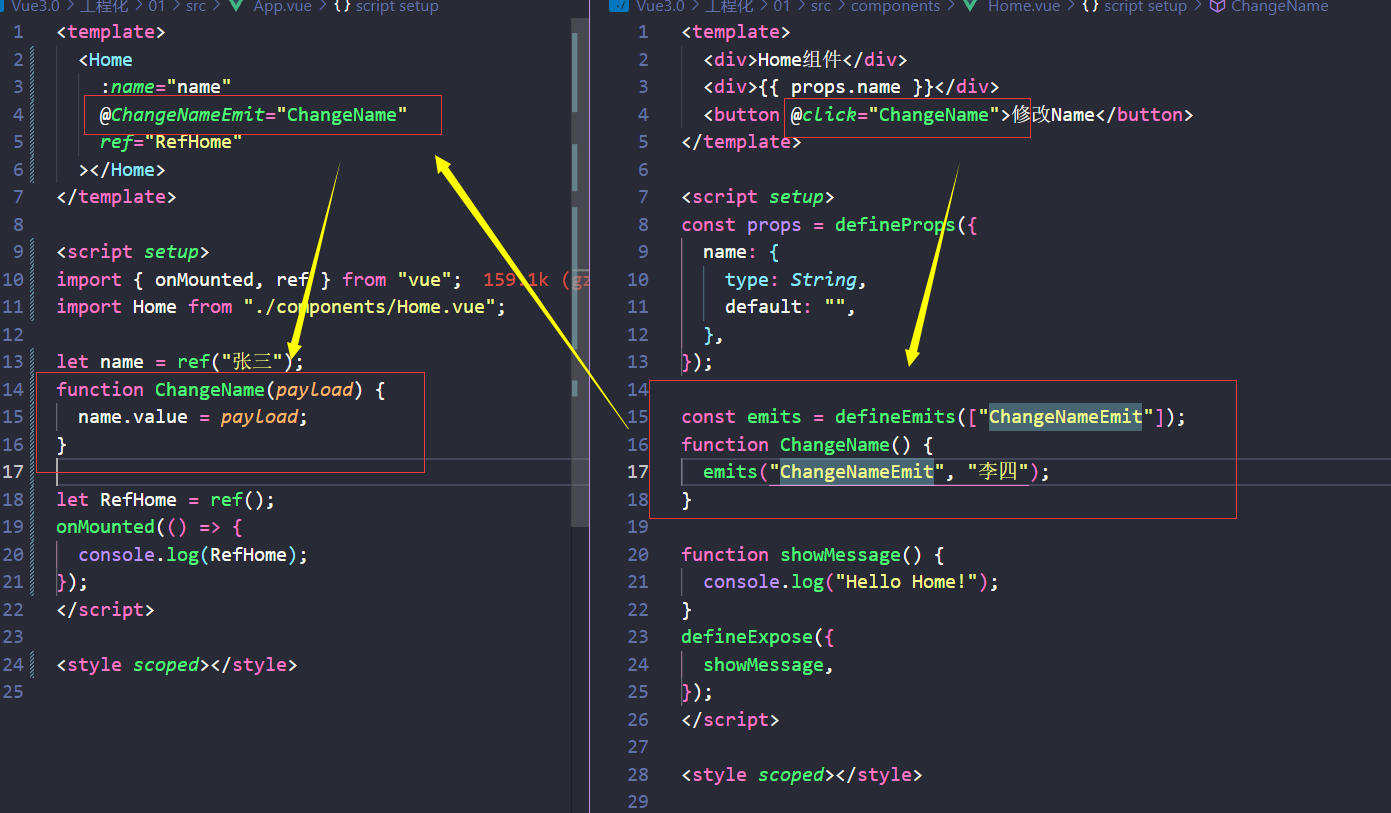 Vue3.0 > 工程化 > 01 > src > App.vue > {} script setup
1 <template>
2 <Home
3 :name="name"
4 @ChangeNameEmit="ChangeName"
5 ref="RefHome"
6 ></Home>
7 </template>
8
9 <script setup>
10 import { onMounted, ref } from "vue"; 159.1k (gz
11 import Home from "./components/Home.vue";
12
13 let name = ref("张三");
14 function ChangeName(payload) {
15 name.value = payload;
16 }
17
18 let RefHome = ref();
19 onMounted(() => {
20 console.log(RefHome);
21 });
22 </script>
23
24 <style scoped></style>
25
Vue3.0 > 工程化 > 01 > src > components > Home.vue > {} script setup > ChangeName
1 <template>
2 <div>Home组件</div>
3 <div>{{ props.name }}</div>
4 <button @click="ChangeName">修改Name</button>
5 </template>
6
7 <script setup>
8 const props = defineProps({
9 name: {
10 type: String,
11 default: "",
12 },
13 });
14
15 const emits = defineEmits(["ChangeNameEmit"]);
16 function ChangeName() {
17 emits("ChangeNameEmit", "李四");
18 }
19
20 function showMessage() {
21 console.log("Hello Home!");
22 }
23 defineExpose({
24 showMessage,
25 });
26 </script>
27
28 <style scoped></style>
29